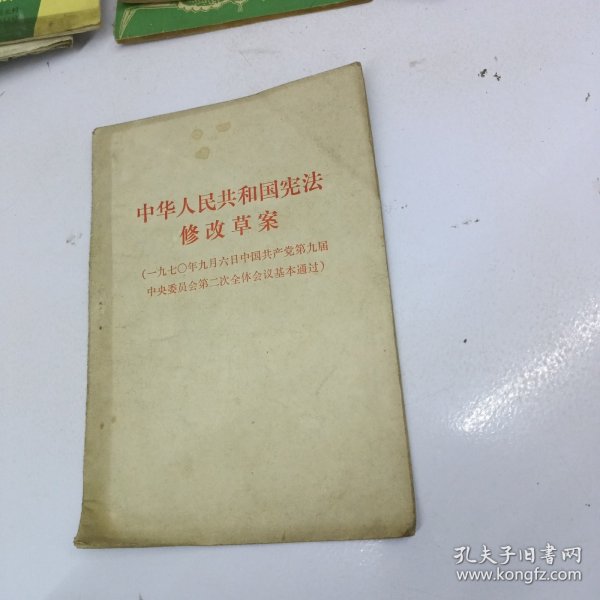 中华人民共和国宪法
修改草案
(一九七〇年九月六日中国共产党第九届
中央委员会第二次全体会议基本通过)
孔夫子旧书网
www.kongfz.com